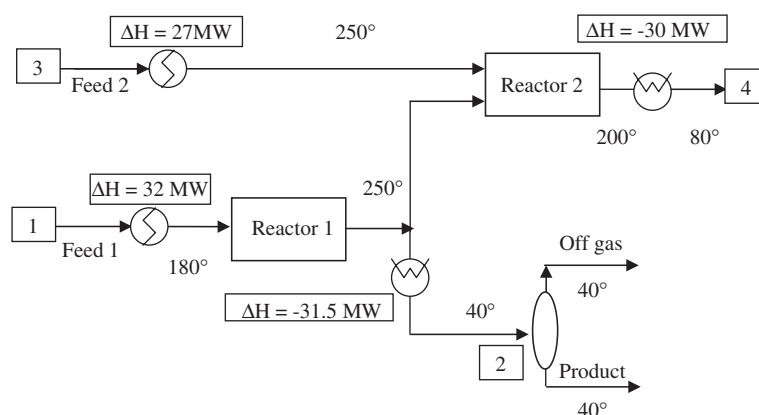 ΔH = 27MW
250°
ΔH = -30 MW
3
Feed 2
Reactor 2
4
200°
80°
ΔH = 32 MW
250°
1
Feed 1
Reactor 1
180°
Off gas
40°
ΔH = -31.5 MW
40°
2
Product
40°